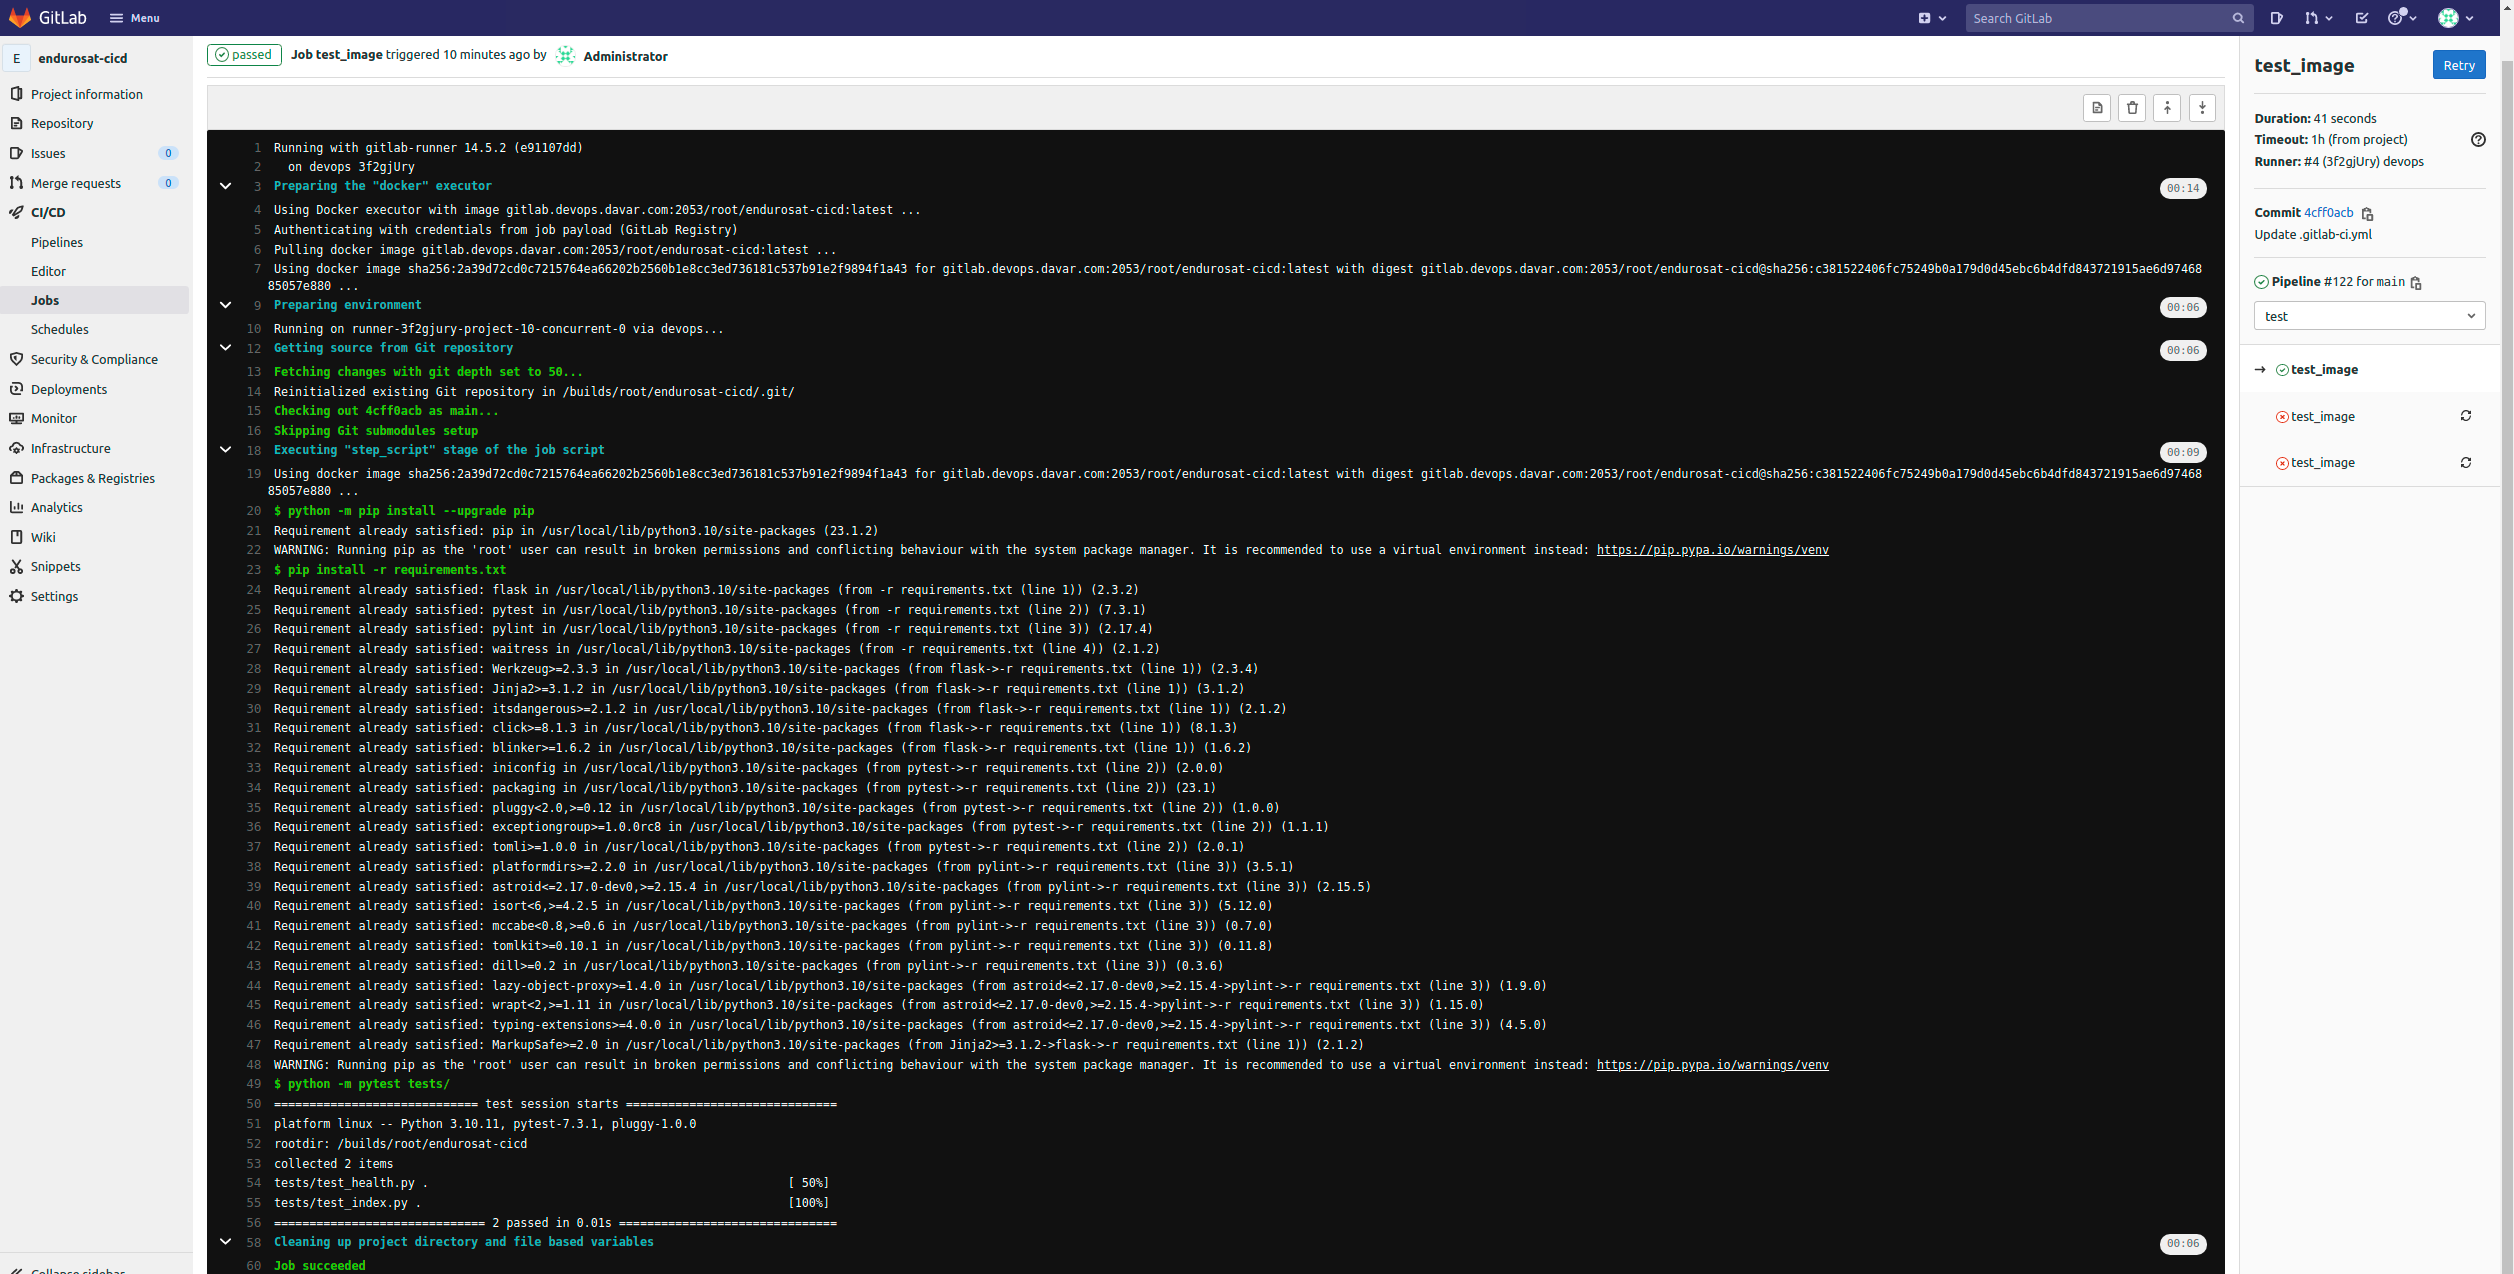 GitLab
Menu
Search GitLab
E endurosat-cicd
Project information
Repository
Issues 0
Merge requests 0
CI/CD
Pipelines
Editor
Jobs
Schedules
Security & Compliance
Deployments
Monitor
Infrastructure
Packages & Registries
Analytics
Wiki
Snippets
Settings
Collapse sidebar
passed Job test_image triggered 10 minutes ago by Administrator
1 Running with gitlab-runner 14.5.2 (e91107dd)
2 on devops 3f2gjUry
3 Preparing the "docker" executor 00:14
4 Using Docker executor with image gitlab.devops.davar.com:2053/root/endurosat-cicd:latest ...
5 Authenticating with credentials from job payload (GitLab Registry)
6 Pulling docker image gitlab.devops.davar.com:2053/root/endurosat-cicd:latest ...
7 Using docker image sha256:2a39d72cd0c7215764ea66202b2560b1e8cc3ed736181c537b91e2f9894f1a43 for gitlab.devops.davar.com:2053/root/endurosat-cicd:latest with digest gitlab.devops.davar.com:2053/root/endurosat-cicd@sha256:c381522406fc75249b0a179d0d45ebc6b4dfd843721915ae6d97468
85057e880 ...
9 Preparing environment 00:06
10 Running on runner-3f2gjury-project-10-concurrent-0 via devops...
12 Getting source from Git repository 00:06
13 Fetching changes with git depth set to 50...
14 Reinitialized existing Git repository in /builds/root/endurosat-cicd/.git/
15 Checking out 4cff0acb as main...
16 Skipping Git submodules setup
18 Executing "step_script" stage of the job script 00:09
19 Using docker image sha256:2a39d72cd0c7215764ea66202b2560b1e8cc3ed736181c537b91e2f9894f1a43 for gitlab.devops.davar.com:2053/root/endurosat-cicd:latest with digest gitlab.devops.davar.com:2053/root/endurosat-cicd@sha256:c381522406fc75249b0a179d0d45ebc6b4dfd843721915ae6d97468
85057e880 ...
20 $ python -m pip install --upgrade pip
21 Requirement already satisfied: pip in /usr/local/lib/python3.10/site-packages (23.1.2)
22 WARNING: Running pip as the 'root' user can result in broken permissions and conflicting behaviour with the system package manager. It is recommended to use a virtual environment instead: https://pip.pypa.io/warnings/venv
23 $ pip install -r requirements.txt
24 Requirement already satisfied: flask in /usr/local/lib/python3.10/site-packages (from -r requirements.txt (line 1)) (2.3.2)
25 Requirement already satisfied: pytest in /usr/local/lib/python3.10/site-packages (from -r requirements.txt (line 2)) (7.3.1)
26 Requirement already satisfied: pylint in /usr/local/lib/python3.10/site-packages (from -r requirements.txt (line 3)) (2.17.4)
27 Requirement already satisfied: waitress in /usr/local/lib/python3.10/site-packages (from -r requirements.txt (line 4)) (2.1.2)
28 Requirement already satisfied: Werkzeug>=2.3.3 in /usr/local/lib/python3.10/site-packages (from flask->-r requirements.txt (line 1)) (2.3.4)
29 Requirement already satisfied: Jinja2>=3.1.2 in /usr/local/lib/python3.10/site-packages (from flask->-r requirements.txt (line 1)) (3.1.2)
30 Requirement already satisfied: itsdangerous>=2.1.2 in /usr/local/lib/python3.10/site-packages (from flask->-r requirements.txt (line 1)) (2.1.2)
31 Requirement already satisfied: click>=8.1.3 in /usr/local/lib/python3.10/site-packages (from flask->-r requirements.txt (line 1)) (8.1.3)
32 Requirement already satisfied: blinker>=1.6.2 in /usr/local/lib/python3.10/site-packages (from flask->-r requirements.txt (line 1)) (1.6.2)
33 Requirement already satisfied: iniconfig in /usr/local/lib/python3.10/site-packages (from pytest->-r requirements.txt (line 2)) (2.0.0)
34 Requirement already satisfied: packaging in /usr/local/lib/python3.10/site-packages (from pytest->-r requirements.txt (line 2)) (23.1)
35 Requirement already satisfied: pluggy<2.0,>=0.12 in /usr/local/lib/python3.10/site-packages (from pytest->-r requirements.txt (line 2)) (1.0.0)
36 Requirement already satisfied: exceptiongroup>=1.0.0rc8 in /usr/local/lib/python3.10/site-packages (from pytest->-r requirements.txt (line 2)) (1.1.1)
37 Requirement already satisfied: tomli>=1.0.0 in /usr/local/lib/python3.10/site-packages (from pytest->-r requirements.txt (line 2)) (2.0.1)
38 Requirement already satisfied: platformdirs>=2.2.0 in /usr/local/lib/python3.10/site-packages (from pylint->-r requirements.txt (line 3)) (3.5.1)
39 Requirement already satisfied: astroid<=2.17.0-dev0,>=2.15.4 in /usr/local/lib/python3.10/site-packages (from pylint->-r requirements.txt (line 3)) (2.15.5)
40 Requirement already satisfied: isort<6,>=4.2.5 in /usr/local/lib/python3.10/site-packages (from pylint->-r requirements.txt (line 3)) (5.12.0)
41 Requirement already satisfied: mccabe<0.8,>=0.6 in /usr/local/lib/python3.10/site-packages (from pylint->-r requirements.txt (line 3)) (0.7.0)
42 Requirement already satisfied: tomlkit>=0.10.1 in /usr/local/lib/python3.10/site-packages (from pylint->-r requirements.txt (line 3)) (0.11.8)
43 Requirement already satisfied: dill>=0.2 in /usr/local/lib/python3.10/site-packages (from pylint->-r requirements.txt (line 3)) (0.3.6)
44 Requirement already satisfied: lazy-object-proxy>=1.4.0 in /usr/local/lib/python3.10/site-packages (from astroid<=2.17.0-dev0,>=2.15.4->pylint->-r requirements.txt (line 3)) (1.9.0)
45 Requirement already satisfied: wrapt<2,>=1.11 in /usr/local/lib/python3.10/site-packages (from astroid<=2.17.0-dev0,>=2.15.4->pylint->-r requirements.txt (line 3)) (1.15.0)
46 Requirement already satisfied: typing-extensions>=4.0.0 in /usr/local/lib/python3.10/site-packages (from astroid<=2.17.0-dev0,>=2.15.4->pylint->-r requirements.txt (line 3)) (4.5.0)
47 Requirement already satisfied: MarkupSafe>=2.0 in /usr/local/lib/python3.10/site-packages (from Jinja2>=3.1.2->flask->-r requirements.txt (line 1)) (2.1.2)
48 WARNING: Running pip as the 'root' user can result in broken permissions and conflicting behaviour with the system package manager. It is recommended to use a virtual environment instead: https://pip.pypa.io/warnings/venv
49 $ python -m pytest tests/
50 ============================= test session starts ==============================
51 platform linux -- Python 3.10.11, pytest-7.3.1, pluggy-1.0.0
52 rootdir: /builds/root/endurosat-cicd
53 collected 2 items
54 tests/test_health.py . [ 50%]
55 tests/test_index.py . [100%]
56 ============================== 2 passed in 0.01s ===============================
58 Cleaning up project directory and file based variables 00:06
60 Job succeeded
test_image Retry
Duration: 41 seconds
Timeout: 1h (from project)
Runner: #4 (3f2gjUry) devops
Commit 4cff0acb
Update .gitlab-ci.yml
Pipeline #122 for main
test
test_image
test_image
test_image